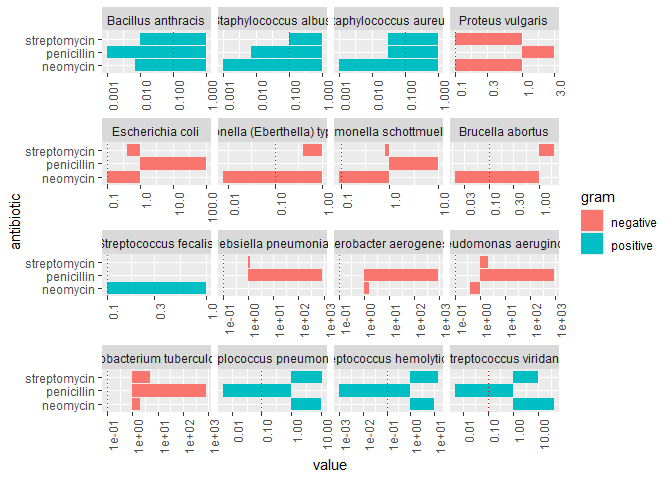 Bacillus anthracis
Staphylococcus albus
taphylococcus aureu
Proteus vulgaris
streptomycin
penicillin
neomycin
0.001
0.010
0.100
1.000
0.001
0.010
0.100
1.000
0.001
0.010
0.100
1.000
0.1
0.3
1.0
3.0
Escherichia coli
onella (Eberthella) typ
monella schottmuell
Brucella abortus
streptomycin
penicillin
neomycin
0.1
1.0
10.0
100.0
0.01
0.10
1.00
0.1
1.0
10.0
0.03
0.10
0.30
1.00
Streptococcus fecalis
ebsiella pneumonia
erobacter aerogenes
eudomonas aerugino
streptomycin
penicillin
neomycin
0.1
0.3
1.0
1e-01
1e+00
1e+01
1e+02
1e+03
1e-01
1e+00
1e+01
1e+02
1e+03
1e-01
1e+00
1e+01
1e+02
1e+03
obacterium tuberculo
plococcus pneumon
eptococcus hemolytic
treptococcus viridan
streptomycin
penicillin
neomycin
1e-01
1e+00
1e+01
1e+02
1e+03
0.01
0.10
1.00
10.00
1e-03
1e-02
1e-01
1e+00
1e+01
0.01
0.10
1.00
10.00
antibiotic
value
gram
negative
positive